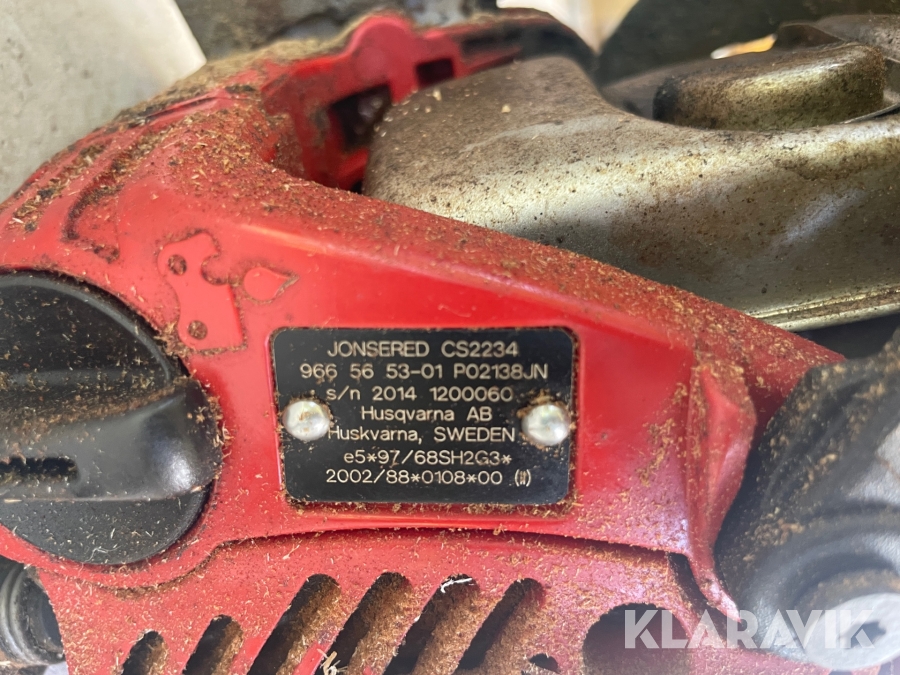 JONSERED CS2234
966 56 53-01 P02138JN
s/n 2014 1200060
Husqvarna AB
Huskvarna, SWEDEN
e5*97/68SH2G3*
2002/88*0108*00
KLARAVIK